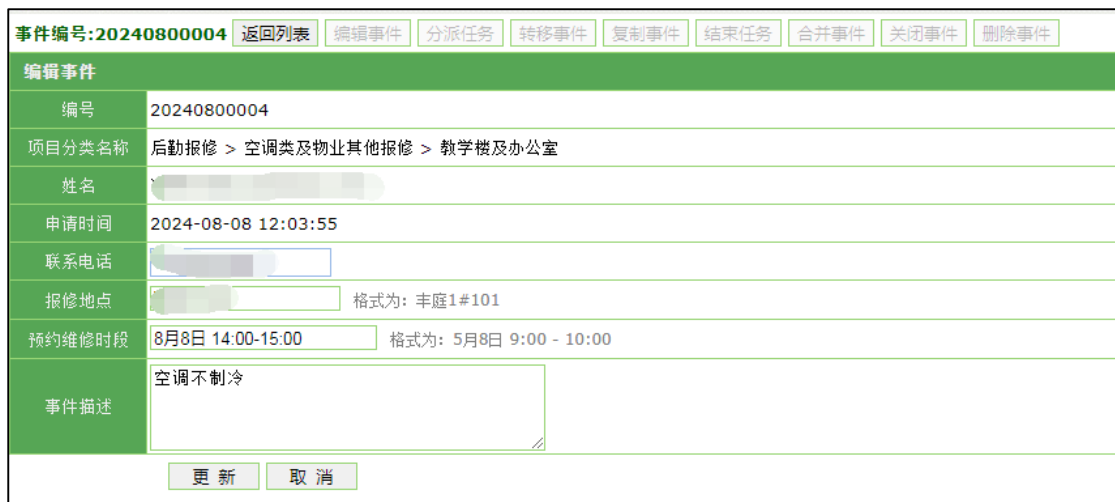 事件编号:20240800004 返回列表 编辑事件 分派任务 转移事件 复制事件 结束任务 合并事件 关闭事件 删除事件
编辑事件
编号 20240800004
项目分类名称 后勤报修 > 空调类及物业其他报修 > 教学楼及办公室
姓名
申请时间 2024-08-08 12:03:55
联系电话
报修地点 格式为: 丰庭1#101
预约维修时段 8月8日 14:00-15:00 格式为: 5月8日 9:00 - 10:00
事件描述 空调不制冷
更 新 取 消